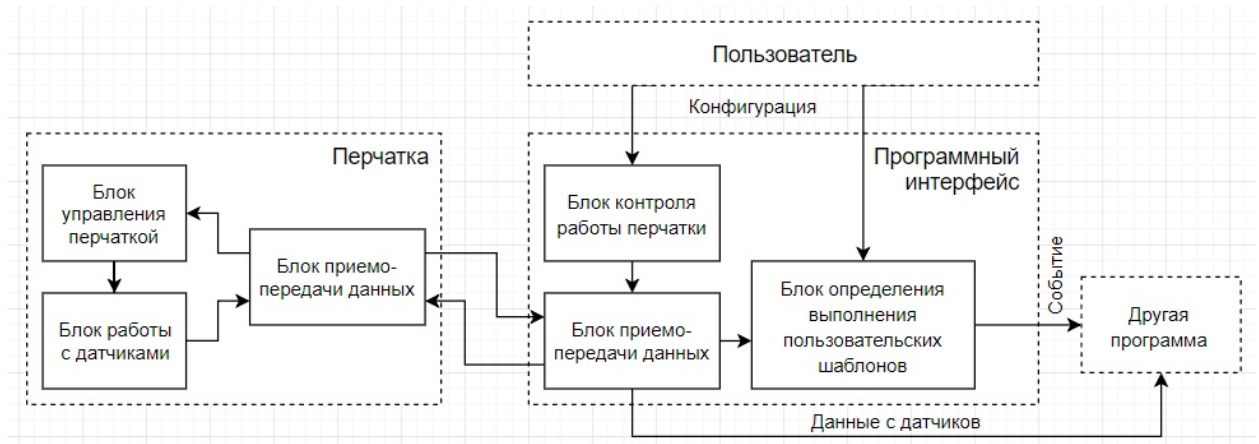 Пользователь
Конфигурация
Перчатка
Блок
управления
перчаткой
Блок работы
с датчиками
Блок приемо-
передачи данных
Программный
интерфейс
Блок контроля
работы перчатки
Блок приемо-
передачи данных
Блок определения
выполнения
пользовательских
шаблонов
Событие
Другая
программа
Данные с датчиков